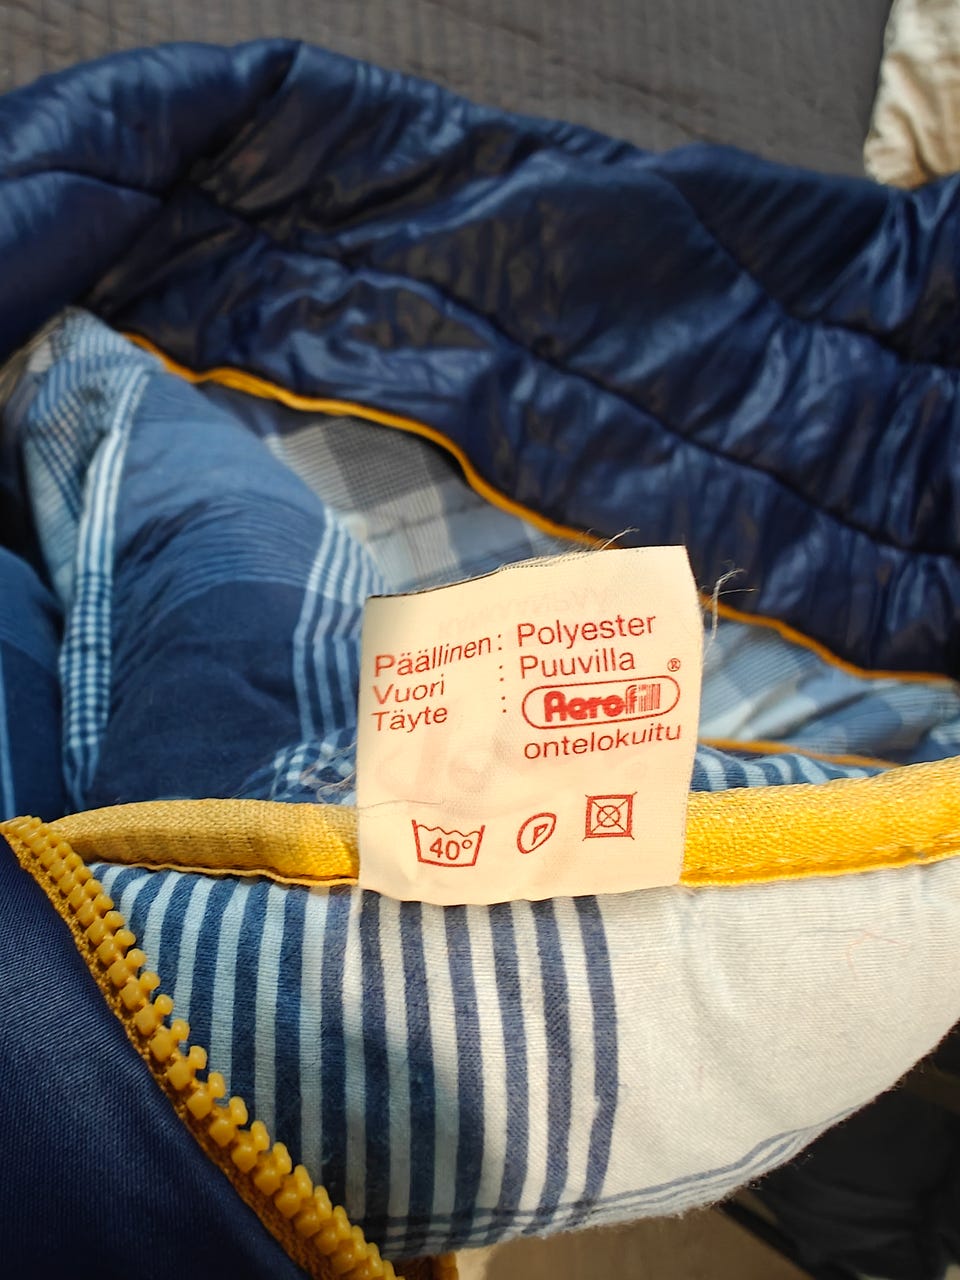 Päällinen: Polyester
Vuori : Puuvilla ®
Täyte : Aerofill
ontelokuitu
40° P